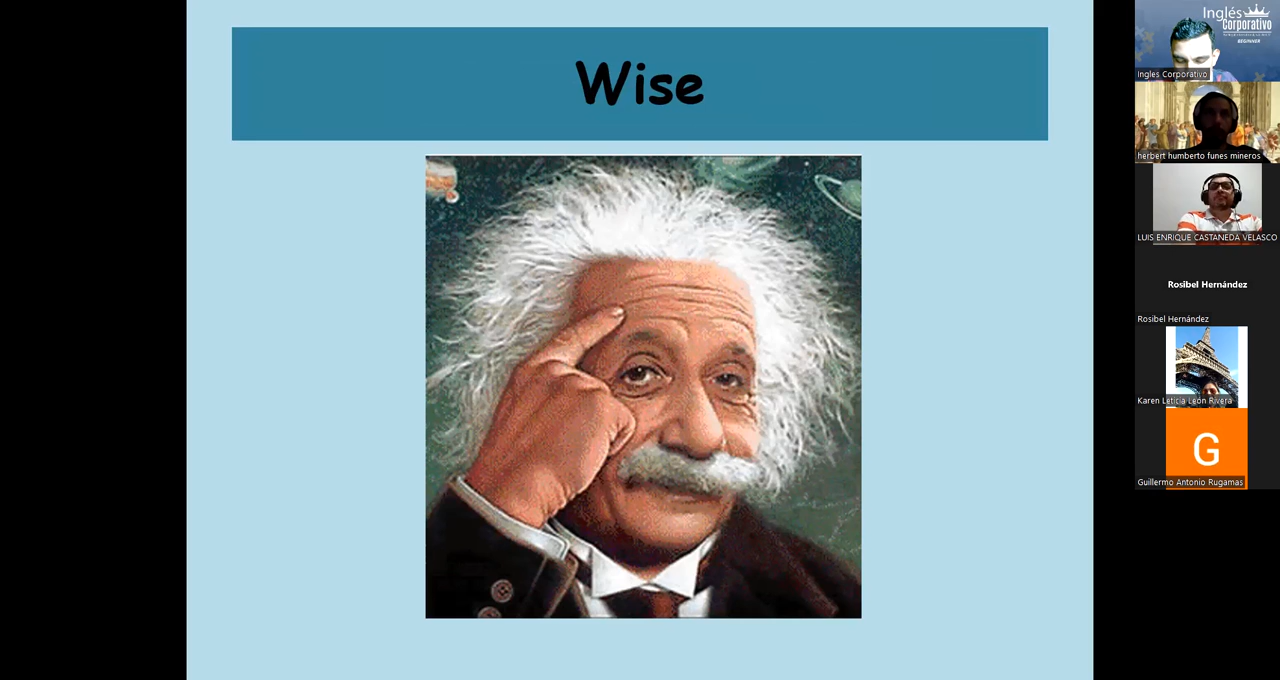 Wise
Inglés
Corporativo
BEGINNER
Ingles Corporativo
herbert humberto funes mineros
LUIS ENRIQUE CASTANEDA VELASCO
Rosibel Hernández
Rosibel Hernández
Karen Leticia León Rivera
G
Guillermo Antonio Rugamas